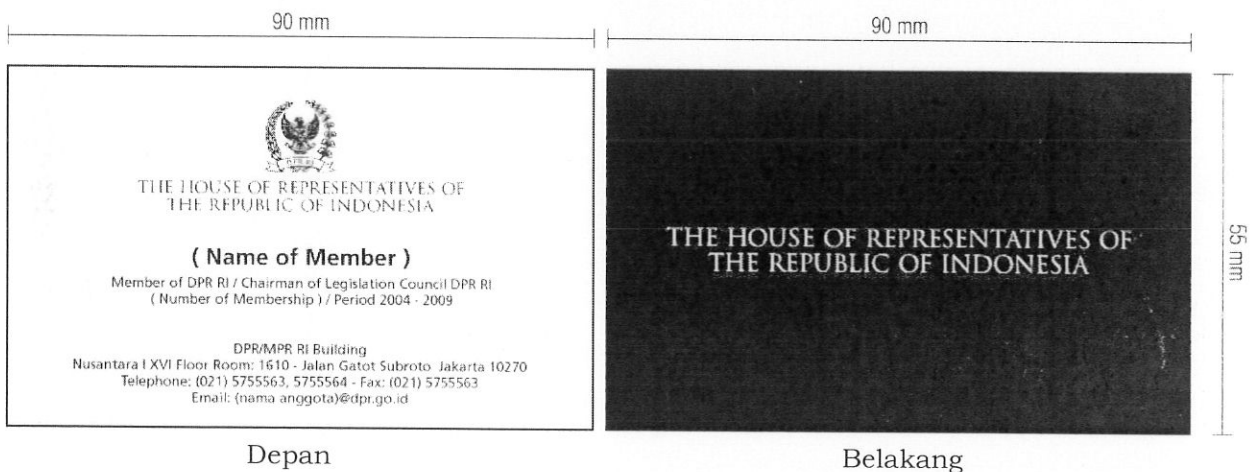 90 mm
90 mm
DPR RI
THE HOUSE OF REPRESENTATIVES OF
THE REPUBLIC OF INDONESIA
( Name of Member )
Member of DPR RI / Chairman of Legislation Council DPR RI
( Number of Membership ) / Period 2004 - 2009
DPR/MPR RI Building
Nusantara I XVI Floor Room: 1610 - Jalan Gatot Subroto Jakarta 10270
Telephone: (021) 5755563, 5755564 - Fax: (021) 5755563
Email: (nama anggota)@dpr.go.id
Depan
THE HOUSE OF REPRESENTATIVES OF
THE REPUBLIC OF INDONESIA
55 mm
Belakang